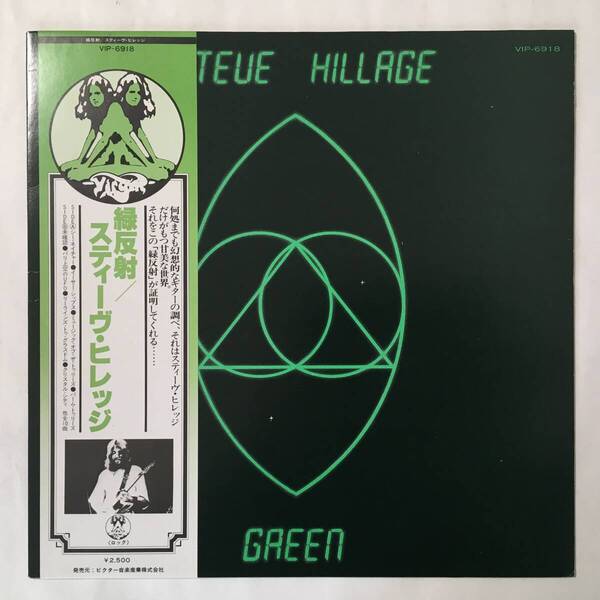 緑反射/スティーヴ・ヒレッジ
VIP-6918
Virgin
緑反射/
スティーヴ・ヒレッジ
何処までも幻想的なギターの調べ、それはスティーヴ・ヒレッジ
だけがもつ甘美な世界。
それをこの「緑反射」が証明してくれる……
〈ロック〉
¥2,500
発売元：ビクター音楽産業株式会社
TEVE HILLAGE
VIP-6918
GREEN